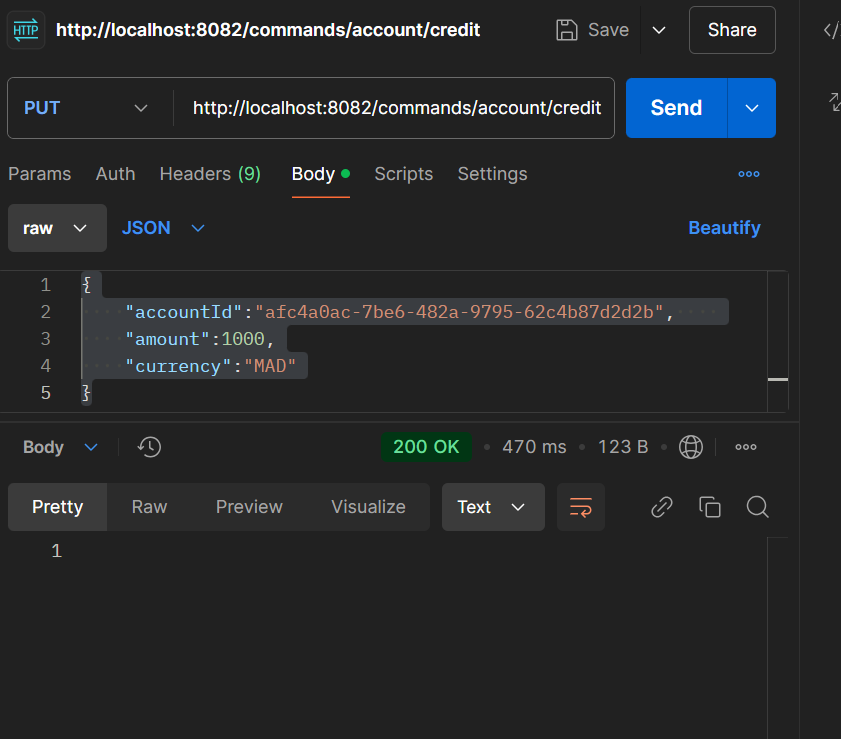 HTTP http://localhost:8082/commands/account/credit Save Share </
PUT http://localhost:8082/commands/account/credit Send
Params Auth Headers (9) Body Scripts Settings
raw JSON Beautify
1 {
2 "accountId":"afc4a0ac-7be6-482a-9795-62c4b87d2d2b",
3 "amount":1000,
4 "currency":"MAD"
5 }
Body 200 OK 470 ms 123 B
Pretty Raw Preview Visualize Text
1